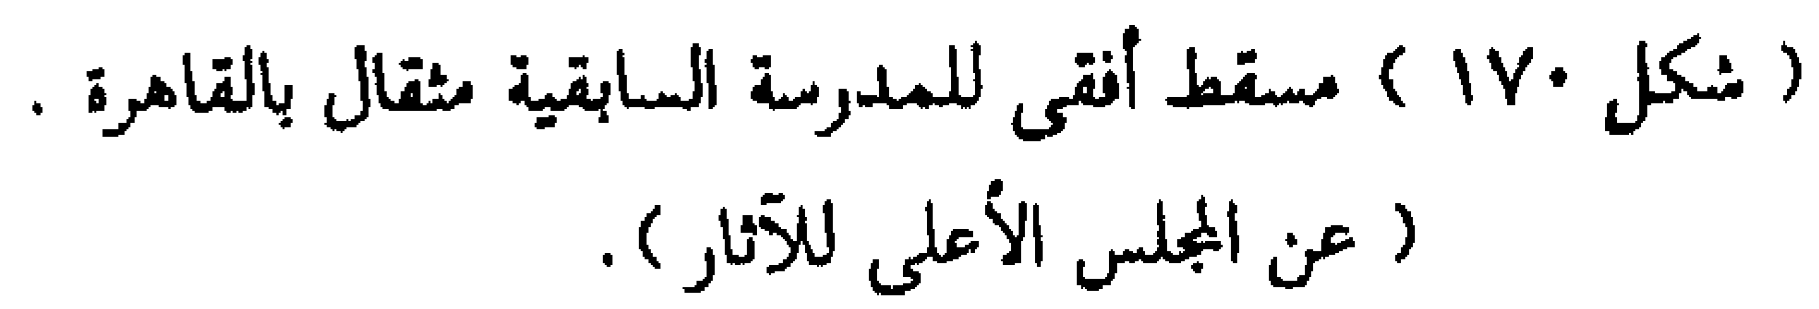 ( شكل ١٧٠ ) مسقط أفقى للمدرسة السابقية مثقال بالقاهرة .
( عن المجلس الأعلى للآثار ) .